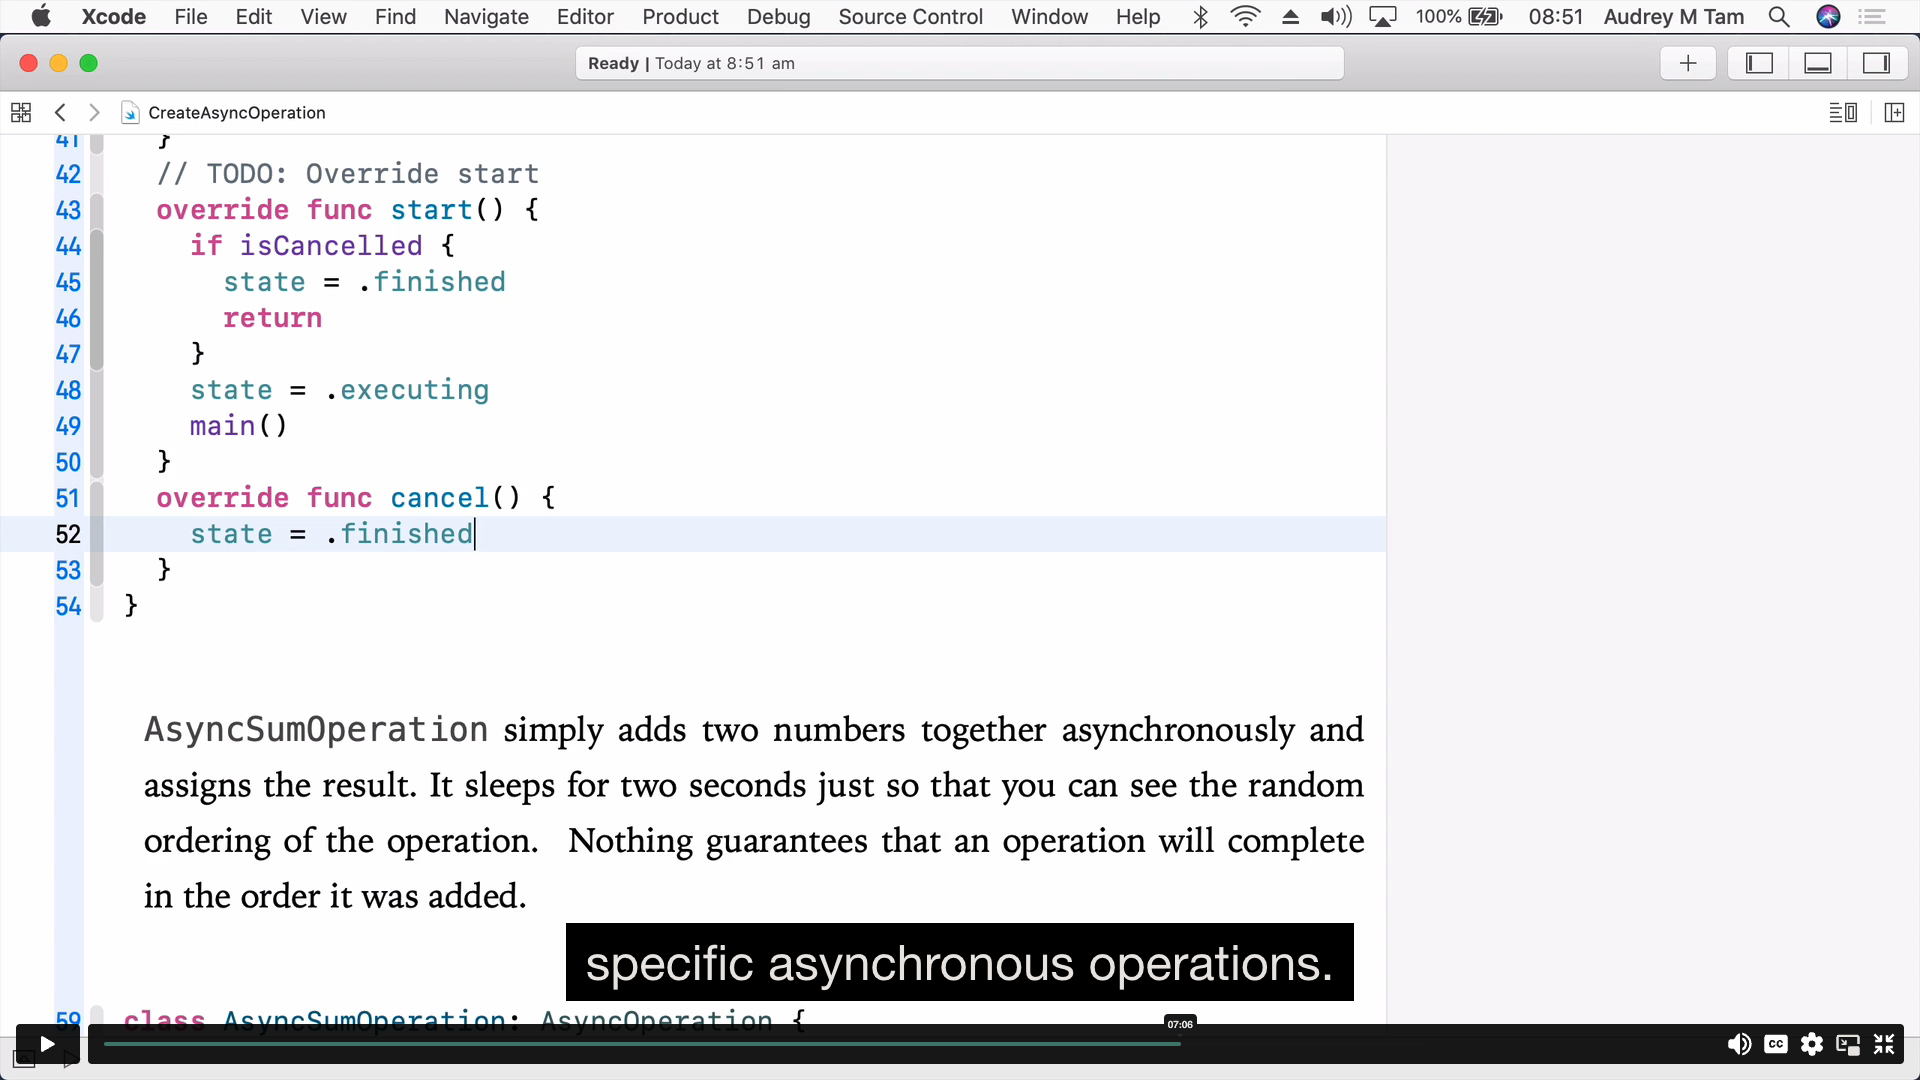 Xcode File Edit View Find Navigate Editor Product Debug Source Control Window Help 100% 08:51 Audrey M Tam
Ready | Today at 8:51 am
CreateAsyncOperation
41 }
42 // TODO: Override start
43 override func start() {
44 if isCancelled {
45 state = .finished
46 return
47 }
48 state = .executing
49 main()
50 }
51 override func cancel() {
52 state = .finished
53 }
54 }
AsyncSumOperation simply adds two numbers together asynchronously and
assigns the result. It sleeps for two seconds just so that you can see the random
ordering of the operation. Nothing guarantees that an operation will complete
in the order it was added.
specific asynchronous operations.
59 class AsyncSumOperation: AsyncOperation {
07:06
CC